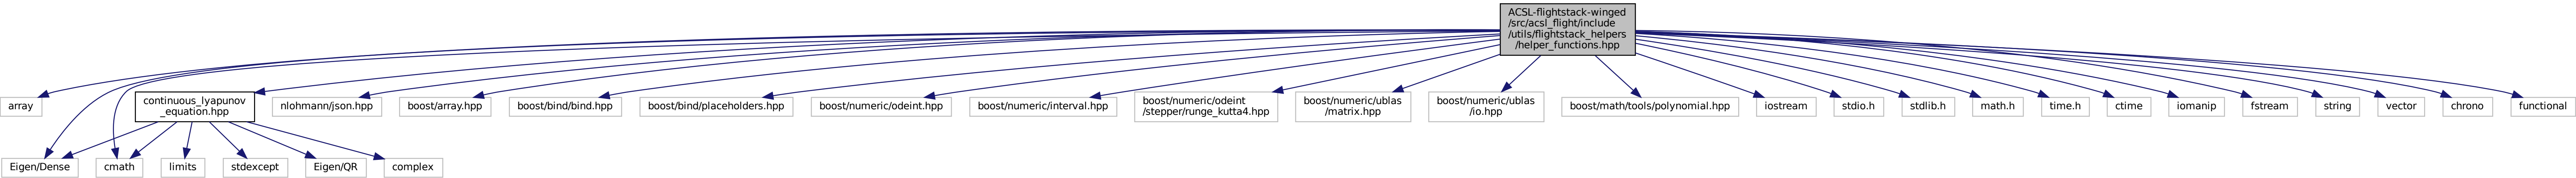 ACSL-flightstack-winged
/src/acsl_flight/include
/utils/flightstack_helpers
/helper_functions.hpp
array
continuous_lyapunov
_equation.hpp
nlohmann/json.hpp
boost/array.hpp
boost/bind/bind.hpp
boost/bind/placeholders.hpp
boost/numeric/odeint.hpp
boost/numeric/interval.hpp
boost/numeric/odeint
/stepper/runge_kutta4.hpp
boost/numeric/ublas
/matrix.hpp
boost/numeric/ublas
/io.hpp
boost/math/tools/polynomial.hpp
iostream
stdio.h
stdlib.h
math.h
time.h
ctime
iomanip
fstream
string
vector
chrono
functional
Eigen/Dense
cmath
limits
stdexcept
Eigen/QR
complex